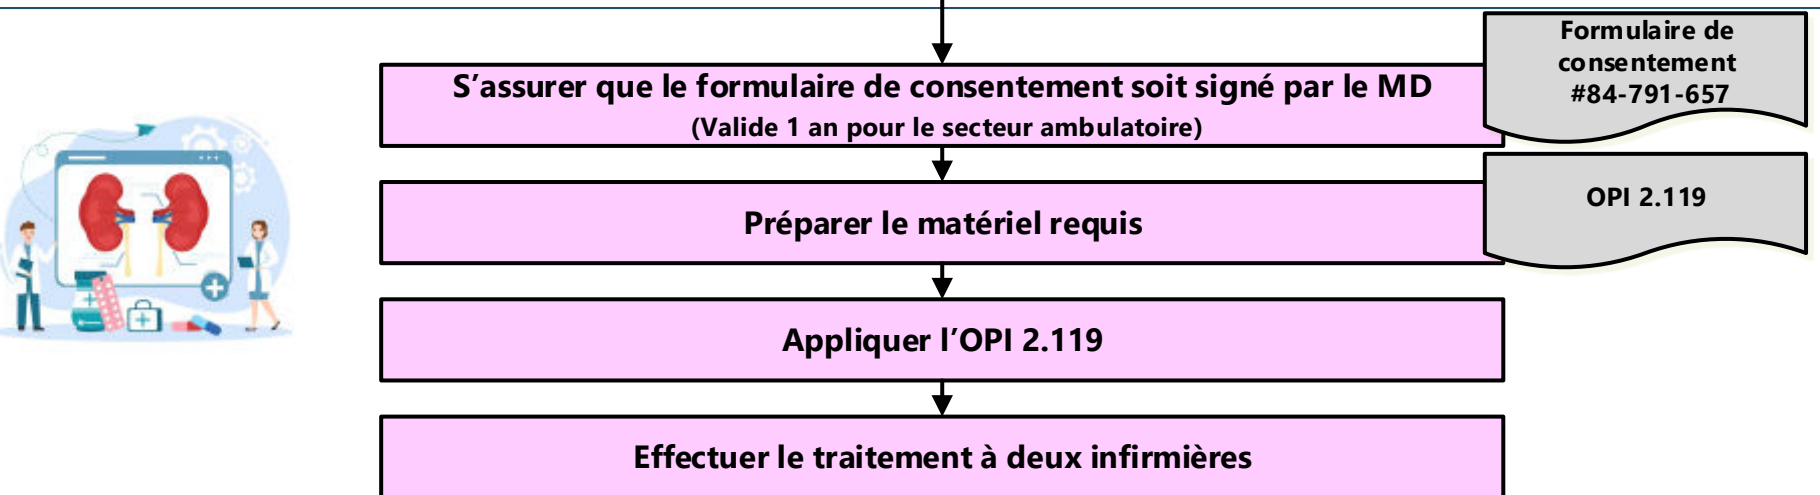 Formulaire de
consentement
#84-791-657
S'assurer que le formulaire de consentement soit signé par le MD
(Valide 1 an pour le secteur ambulatoire)
OPI 2.119
Préparer le matériel requis
Appliquer l'OPI 2.119
Effectuer le traitement à deux infirmières